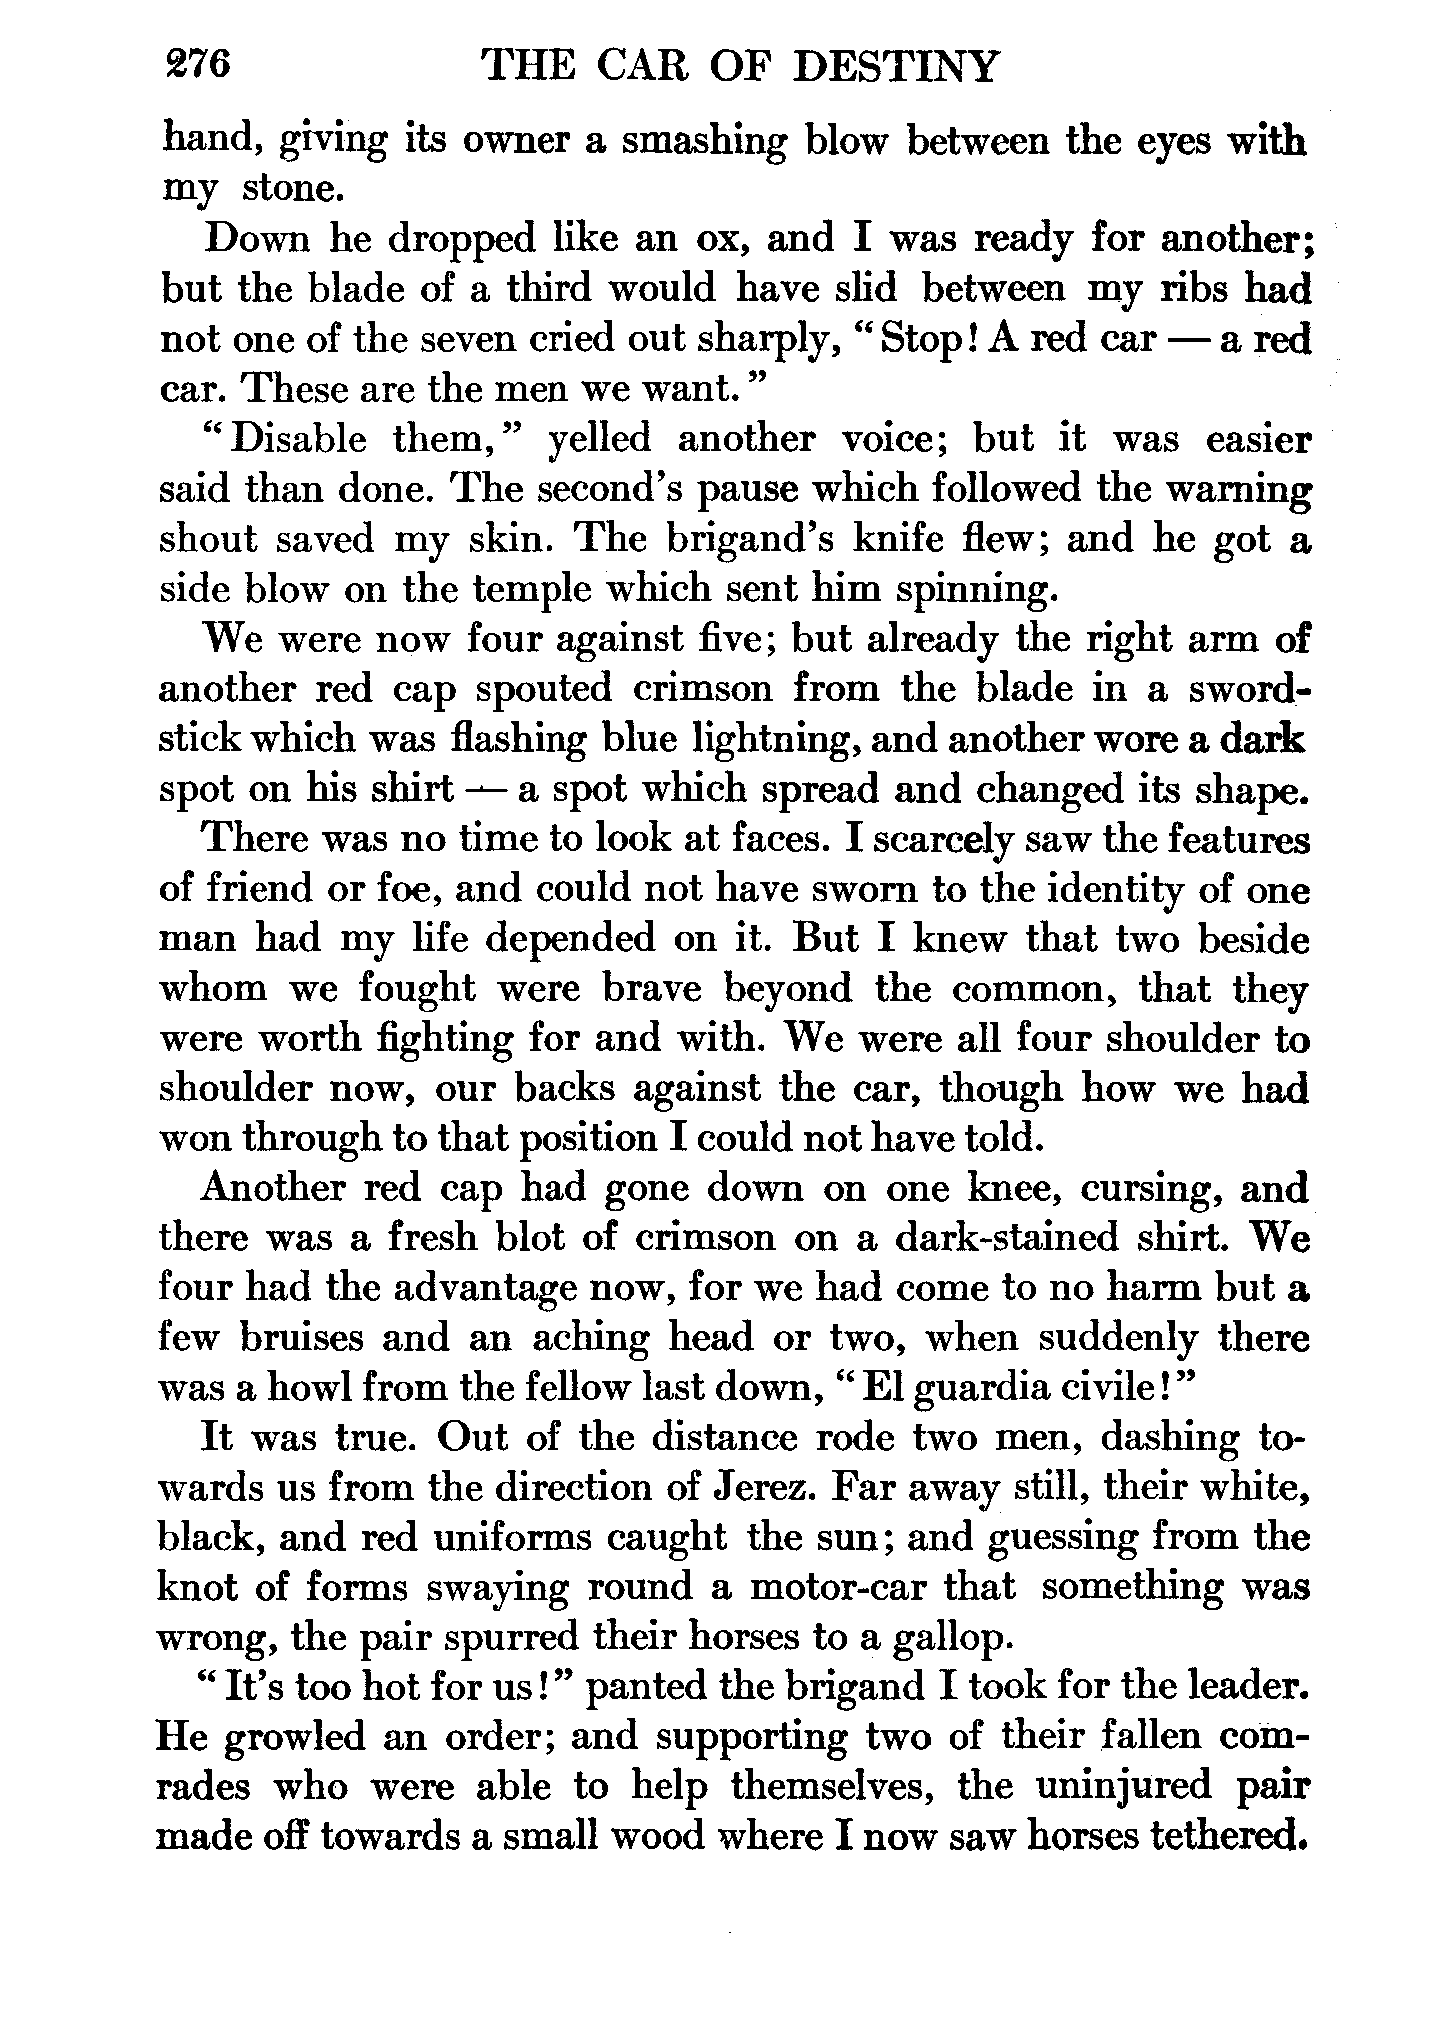 276 THE CAR OF DESTINY
hand, giving its owner a smashing blow between the eyes with
my stone.
Down he dropped like an ox, and I was ready for another;
but the blade of a third would have slid between my ribs had
not one of the seven cried out sharply, “Stop! A red car — a red
car. These are the men we want.”
“Disable them,” yelled another voice; but it was easier
said than done. The second’s pause which followed the warning
shout saved my skin. The brigand’s knife flew; and he got a
side blow on the temple which sent him spinning.
We were now four against five; but already the right arm of
another red cap spouted crimson from the blade in a sword-
stick which was flashing blue lightning, and another wore a dark
spot on his shirt — a spot which spread and changed its shape.
There was no time to look at faces. I scarcely saw the features
of friend or foe, and could not have sworn to the identity of one
man had my life depended on it. But I knew that two beside
whom we fought were brave beyond the common, that they
were worth fighting for and with. We were all four shoulder to
shoulder now, our backs against the car, though how we had
won through to that position I could not have told.
Another red cap had gone down on one knee, cursing, and
there was a fresh blot of crimson on a dark-stained shirt. We
four had the advantage now, for we had come to no harm but a
few bruises and an aching head or two, when suddenly there
was a howl from the fellow last down, “El guardia civile!”
It was true. Out of the distance rode two men, dashing to-
wards us from the direction of Jerez. Far away still, their white,
black, and red uniforms caught the sun; and guessing from the
knot of forms swaying round a motor-car that something was
wrong, the pair spurred their horses to a gallop.
“It’s too hot for us!” panted the brigand I took for the leader.
He growled an order; and supporting two of their fallen com-
rades who were able to help themselves, the uninjured pair
made off towards a small wood where I now saw horses tethered.